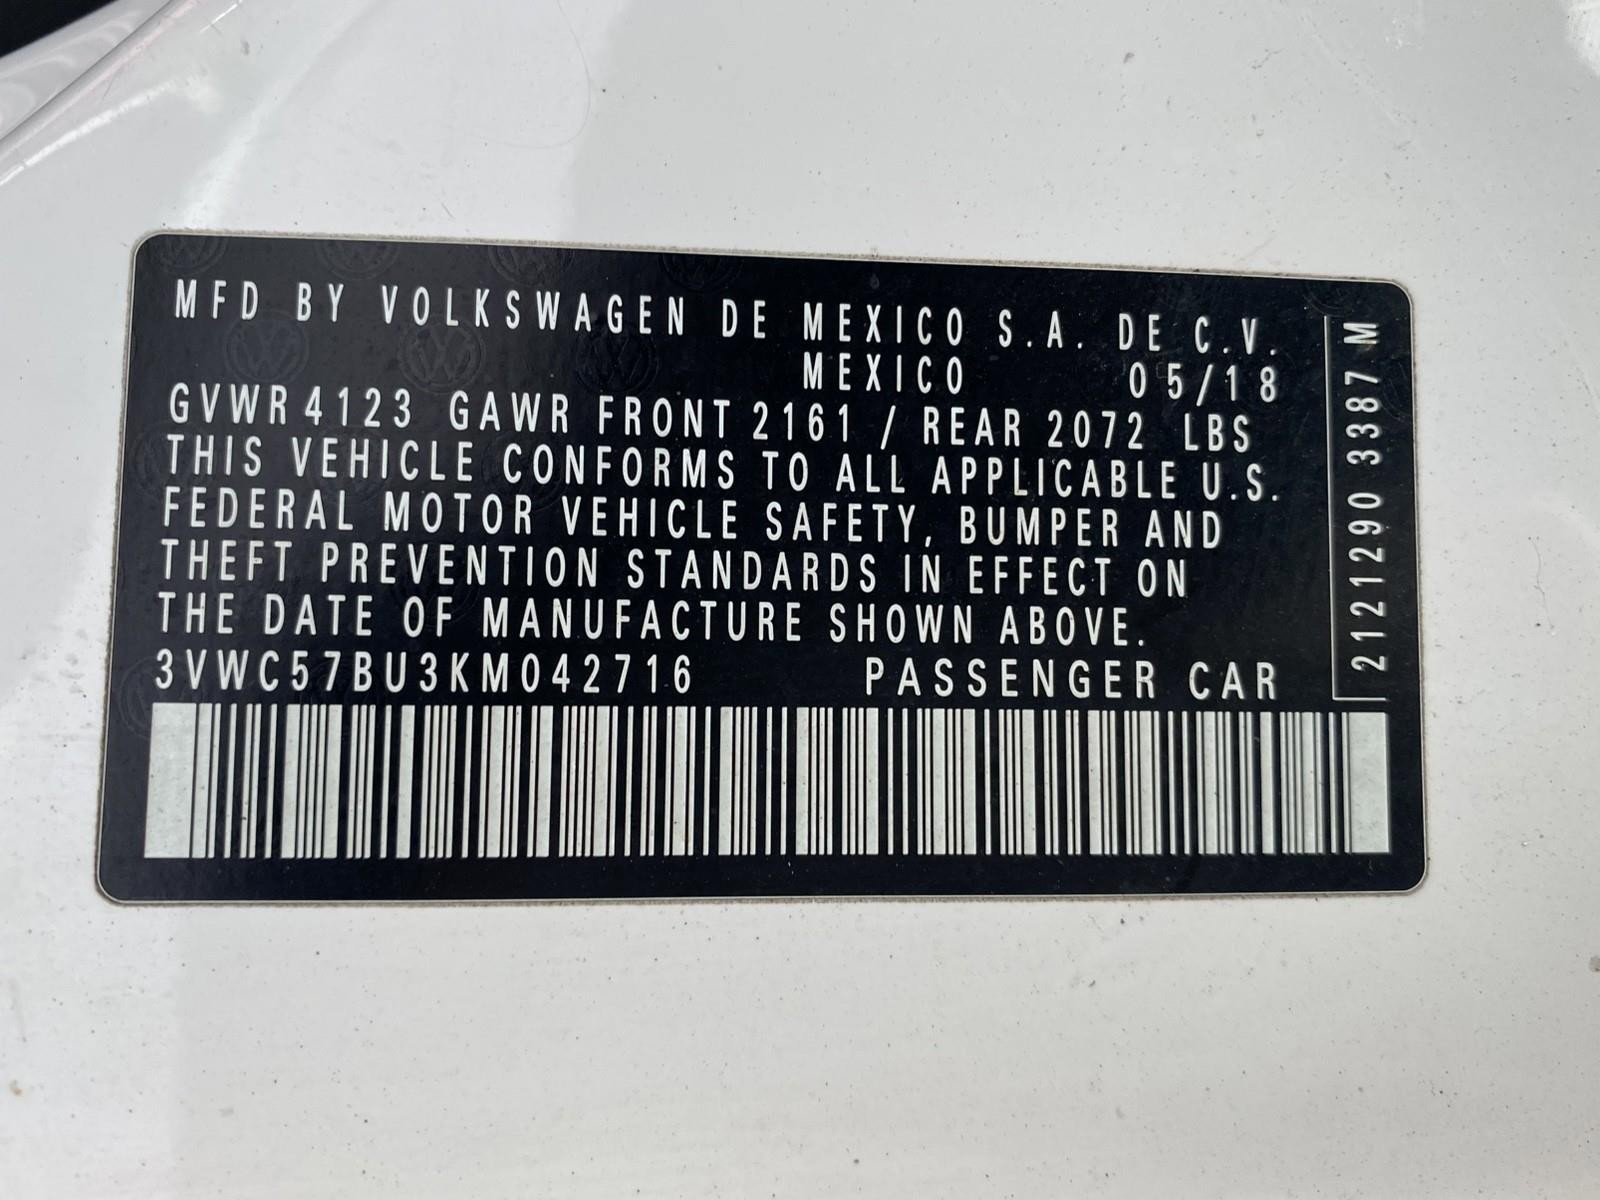 MFD BY VOLKSWAGEN DE MEXICO S.A. DE C.V.
MEXICO 05/18
GVWR 4123 GAWR FRONT 2161 / REAR 2072 LBS
THIS VEHICLE CONFORMS TO ALL APPLICABLE U.S.
FEDERAL MOTOR VEHICLE SAFETY, BUMPER AND
THEFT PREVENTION STANDARDS IN EFFECT ON
THE DATE OF MANUFACTURE SHOWN ABOVE.
3VWC57BU3KM042716 PASSENGER CAR
2121290 3387 M